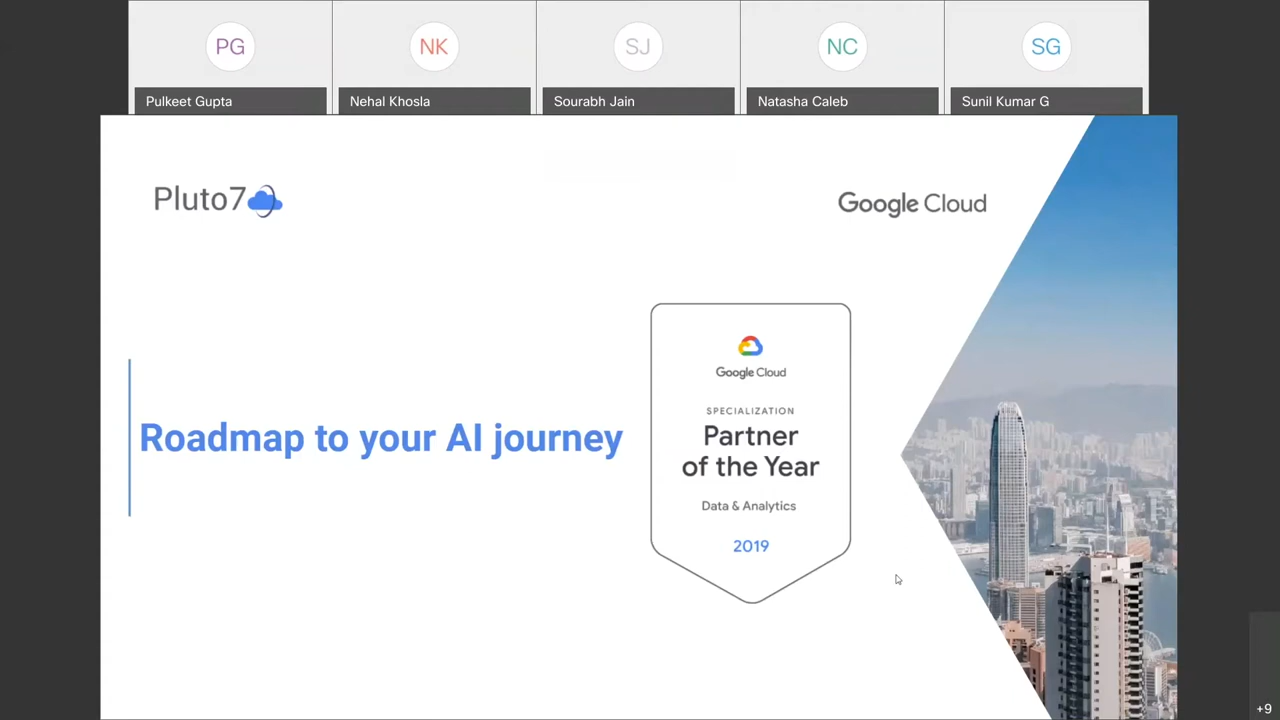 PG
NK
SJ
NC
SG
Pulkeet Gupta
Nehal Khosla
Sourabh Jain
Natasha Caleb
Sunil Kumar G
Pluto7
Google Cloud
Google Cloud
SPECIALIZATION
Partner
of the Year
Data & Analytics
2019
Roadmap to your AI journey
+9